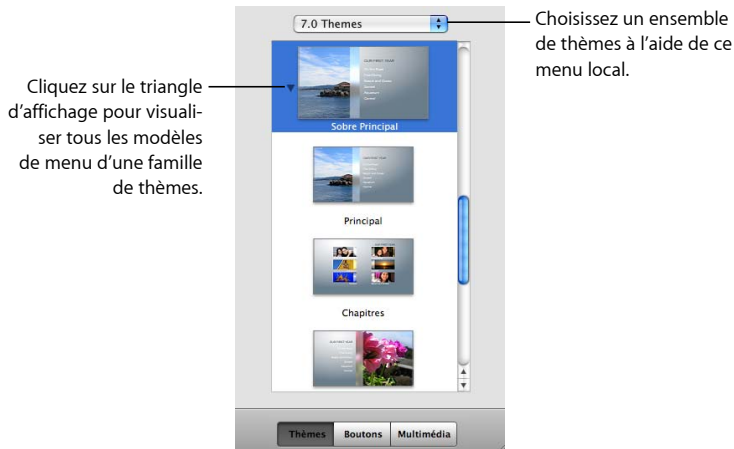 7.0 Themes
Choisissez un ensemble
de thèmes à l'aide de ce
menu local.
Cliquez sur le triangle
d'affichage pour visuali-
ser tous les modèles
de menu d'une famille
de thèmes.
Sobre Principal
Principal
Chapitres
Thèmes
Boutons
Multimédia